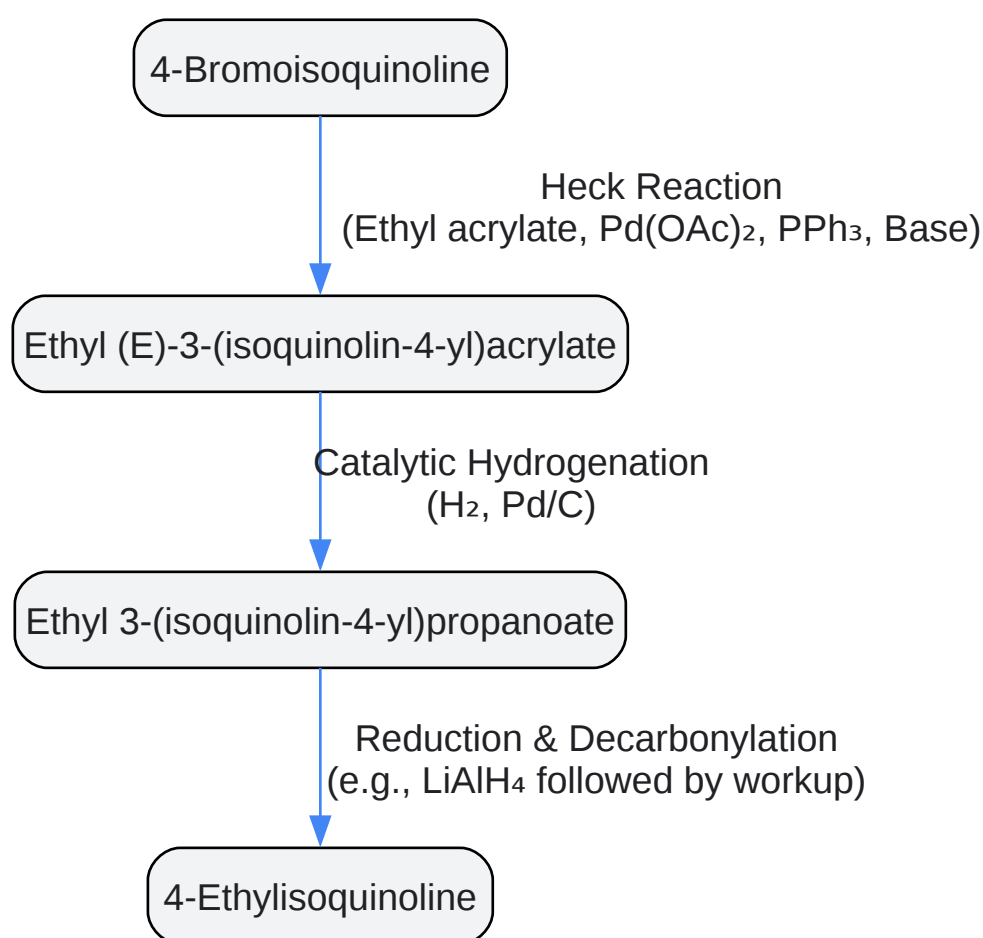 4-Bromoisoquinoline
Heck Reaction
(Ethyl acrylate, Pd(OAc)₂, PPh₃, Base)
Ethyl (E)-3-(isoquinolin-4-yl)acrylate
Catalytic Hydrogenation
(H₂, Pd/C)
Ethyl 3-(isoquinolin-4-yl)propanoate
Reduction & Decarbonylation
(e.g., LiAlH₄ followed by workup)
4-Ethylisoquinoline